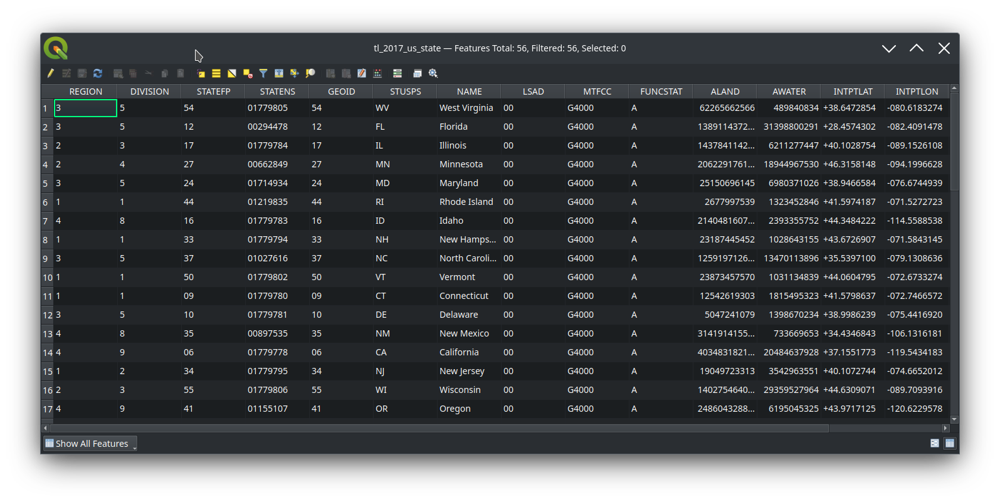 tl_2017_us_state — Features Total: 56, Filtered: 56, Selected: 0
REGION DIVISION STATEFP STATENS GEOID STUSPS NAME LSAD MTFCC FUNCSTAT ALAND AWATER INTPTLAT INTPTLON
1 3 5 54 01779805 54 WV West Virginia 00 G4000 A 62265662566 489840834 +38.6472854 -080.6183274
2 3 5 12 00294478 12 FL Florida 00 G4000 A 1389114372... 31398800291 +28.4574302 -082.4091478
3 2 3 17 01779784 17 IL Illinois 00 G4000 A 1437841142... 6211277447 +40.1028754 -089.1526108
4 2 4 27 00662849 27 MN Minnesota 00 G4000 A 2062291761... 18944967530 +46.3158148 -094.1996628
5 3 5 24 01714934 24 MD Maryland 00 G4000 A 25150696145 6980371026 +38.9466584 -076.6744939
6 1 1 44 01219835 44 RI Rhode Island 00 G4000 A 2677997539 1323452846 +41.5974187 -071.5272723
7 4 8 16 01779783 16 ID Idaho 00 G4000 A 2140481607... 2393355752 +44.3484222 -114.5588538
8 1 1 33 01779794 33 NH New Hamps... 00 G4000 A 23187445452 1028643155 +43.6726907 -071.5843145
9 3 5 37 01027616 37 NC North Caroli... 00 G4000 A 1259197126... 13470113896 +35.5397100 -079.1308636
10 1 1 50 01779802 50 VT Vermont 00 G4000 A 23873457570 1031134839 +44.0604795 -072.6733274
11 1 1 09 01779780 09 CT Connecticut 00 G4000 A 12542619303 1815495323 +41.5798637 -072.7466572
12 3 5 10 01779781 10 DE Delaware 00 G4000 A 5047241079 1398670234 +38.9986239 -075.4416920
13 4 8 35 00897535 35 NM New Mexico 00 G4000 A 3141914155... 733669653 +34.4346843 -106.1316181
14 4 9 06 01779778 06 CA California 00 G4000 A 4034831821... 20484637928 +37.1551773 -119.5434183
15 1 2 34 01779795 34 NJ New Jersey 00 G4000 A 19049723313 3542963551 +40.1072744 -074.6652012
16 2 3 55 01779806 55 WI Wisconsin 00 G4000 A 1402754640... 29359527964 +44.6309071 -089.7093916
17 4 9 41 01155107 41 OR Oregon 00 G4000 A 2486043288... 6195045325 +43.9717125 -120.6229578
Show All Features